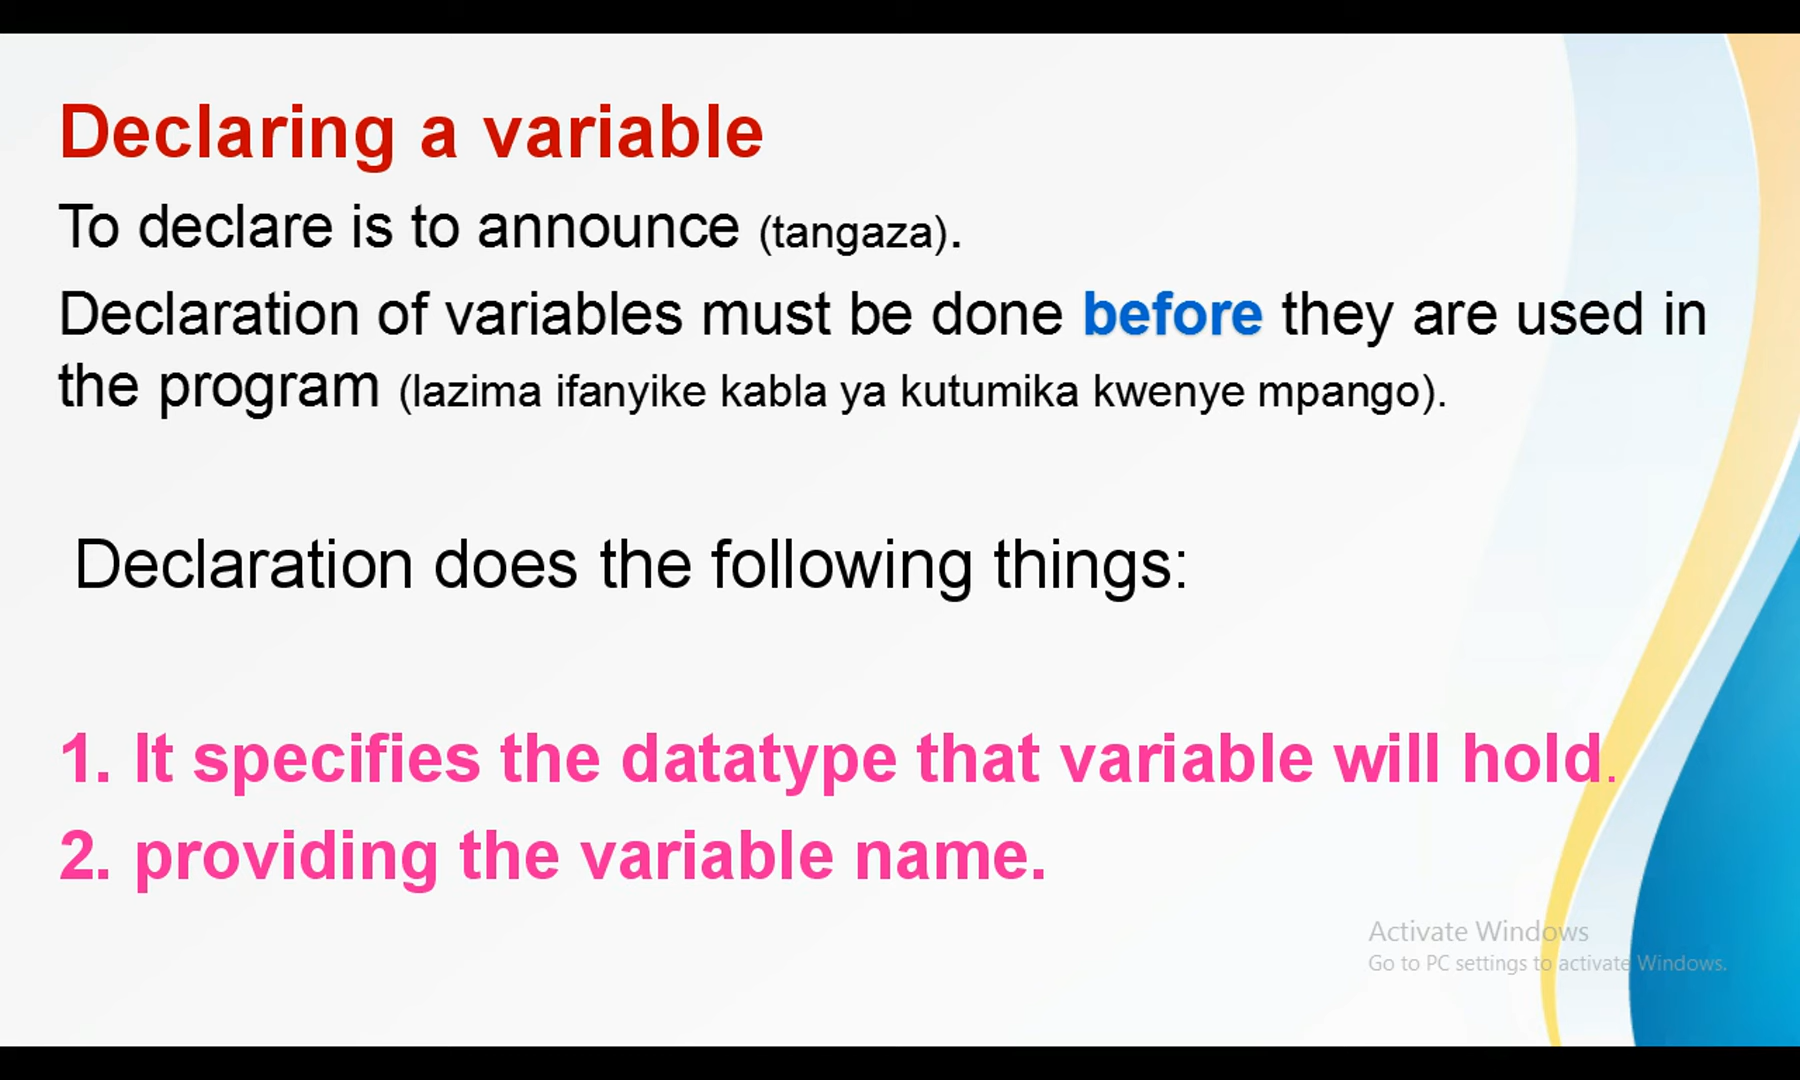 Declaring a variable
To declare is to announce (tangaza).
Declaration of variables must be done before they are used in
the program (lazima ifanyike kabla ya kutumika kwenye mpango).
Declaration does the following things:
1. It specifies the datatype that variable will hold.
2. providing the variable name.
Activate Windows
Go to PC settings to activate Windows.